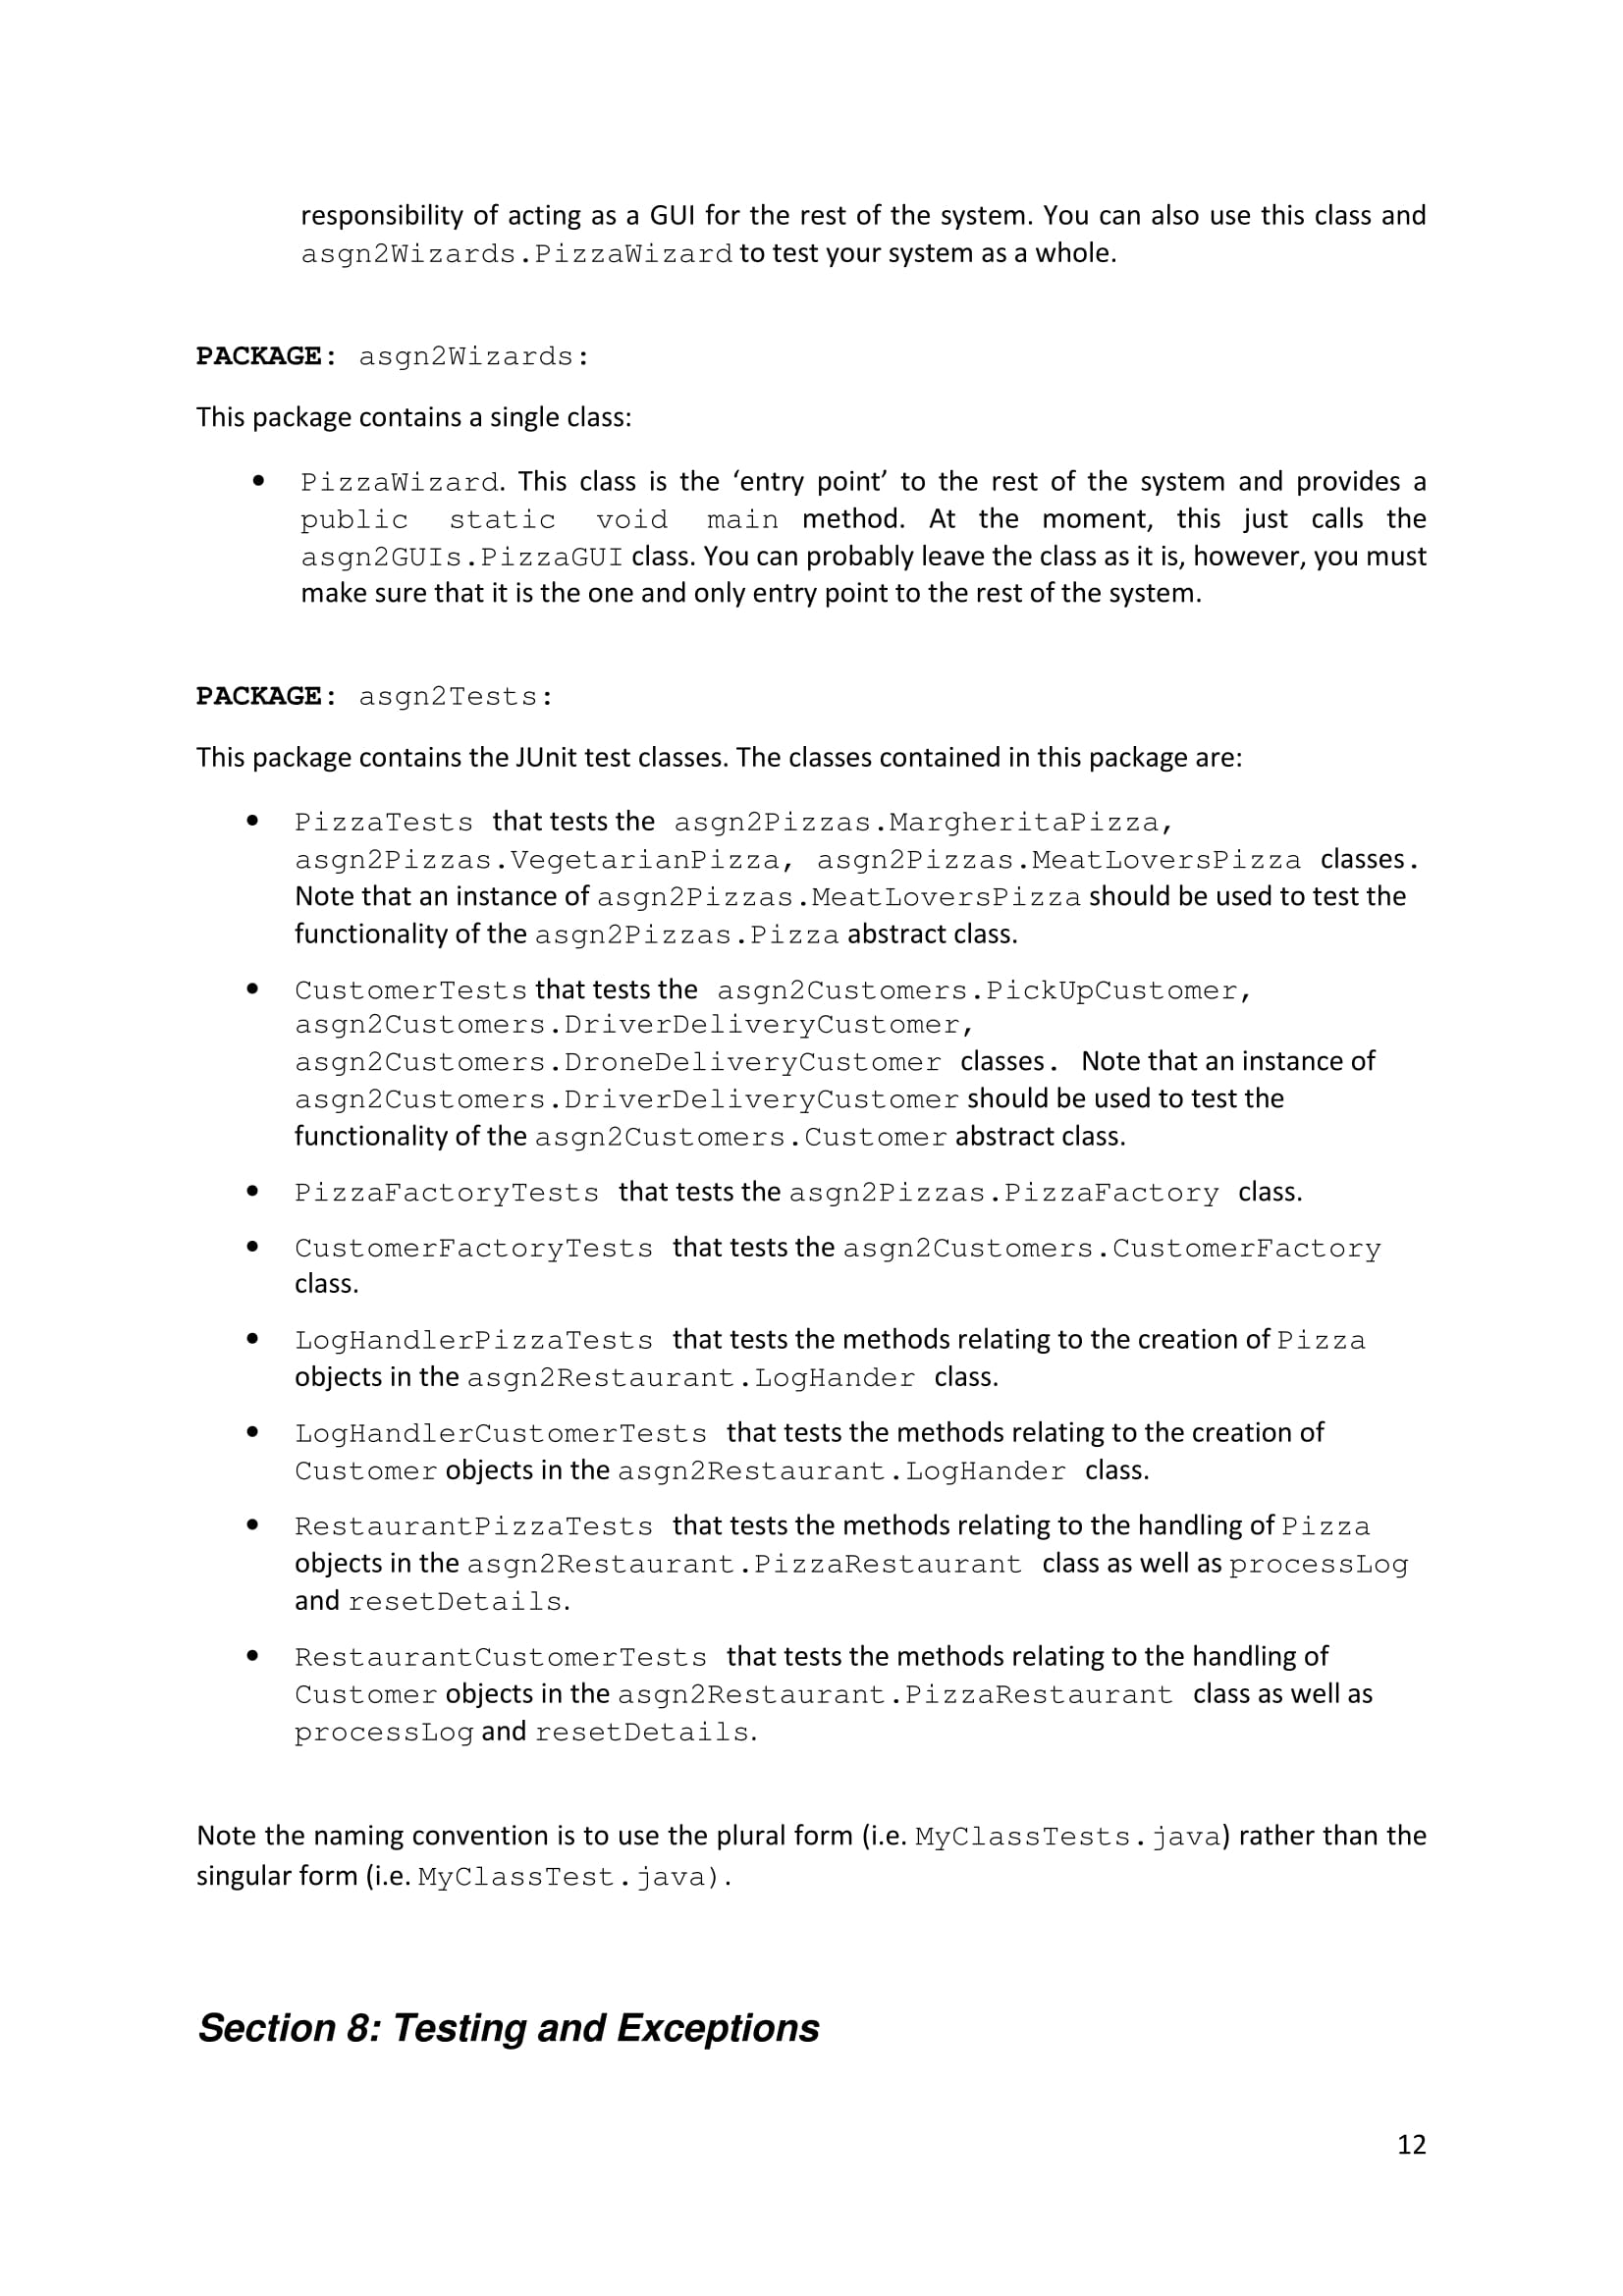 responsibility of acting as a GUI for the rest of the system. You can also use this class and
asgn2Wizards.PizzaWizard to test your system as a whole.
PACKAGE: asgn2Wizards:
This package contains a single class:
• PizzaWizard. This class is the ‘entry point’ to the rest of the system and provides a
public static void main method. At the moment, this just calls the
asgn2GUIs.PizzaGUI class. You can probably leave the class as it is, however, you must
make sure that it is the one and only entry point to the rest of the system.
PACKAGE: asgn2Tests:
This package contains the JUnit test classes. The classes contained in this package are:
• PizzaTests that tests the asgn2Pizzas.MargheritaPizza,
asgn2Pizzas.VegetarianPizza, asgn2Pizzas.MeatLoversPizza classes.
Note that an instance of asgn2Pizzas.MeatLoversPizza should be used to test the
functionality of the asgn2Pizzas.Pizza abstract class.
• CustomerTests that tests the asgn2Customers.PickUpCustomer,
asgn2Customers.DriverDeliveryCustomer,
asgn2Customers.DroneDeliveryCustomer classes. Note that an instance of
asgn2Customers.DriverDeliveryCustomer should be used to test the
functionality of the asgn2Customers.Customer abstract class.
• PizzaFactoryTests that tests the asgn2Pizzas.PizzaFactory class.
• CustomerFactoryTests that tests the asgn2Customers.CustomerFactory
class.
• LogHandlerPizzaTests that tests the methods relating to the creation of Pizza
objects in the asgn2Restaurant.LogHander class.
• LogHandlerCustomerTests that tests the methods relating to the creation of
Customer objects in the asgn2Restaurant.LogHander class.
• RestaurantPizzaTests that tests the methods relating to the handling of Pizza
objects in the asgn2Restaurant.PizzaRestaurant class as well as processLog
and resetDetails.
• RestaurantCustomerTests that tests the methods relating to the handling of
Customer objects in the asgn2Restaurant.PizzaRestaurant class as well as
processLog and resetDetails.
Note the naming convention is to use the plural form (i.e. MyClassTests.java) rather than the
singular form (i.e. MyClassTest.java).
Section 8: Testing and Exceptions
12